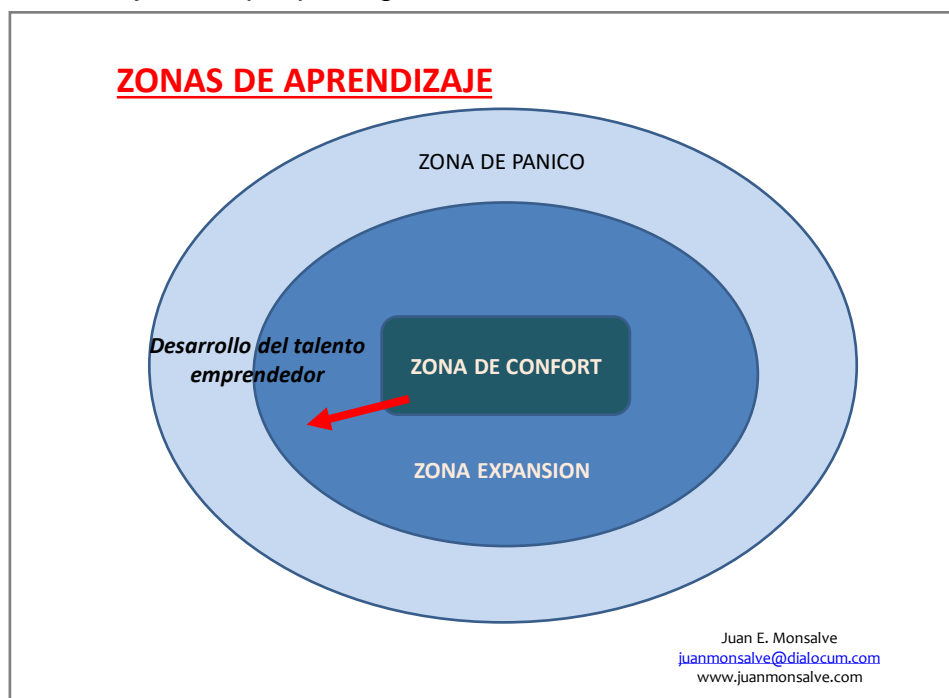 ZONAS DE APRENDIZAJE
ZONA DE PANICO
Desarrollo del talento
emprendedor
ZONA DE CONFORT
ZONA EXPANSION
Juan E. Monsalve
juanmonsalve@dialocum.com
www.juanmonsalve.com